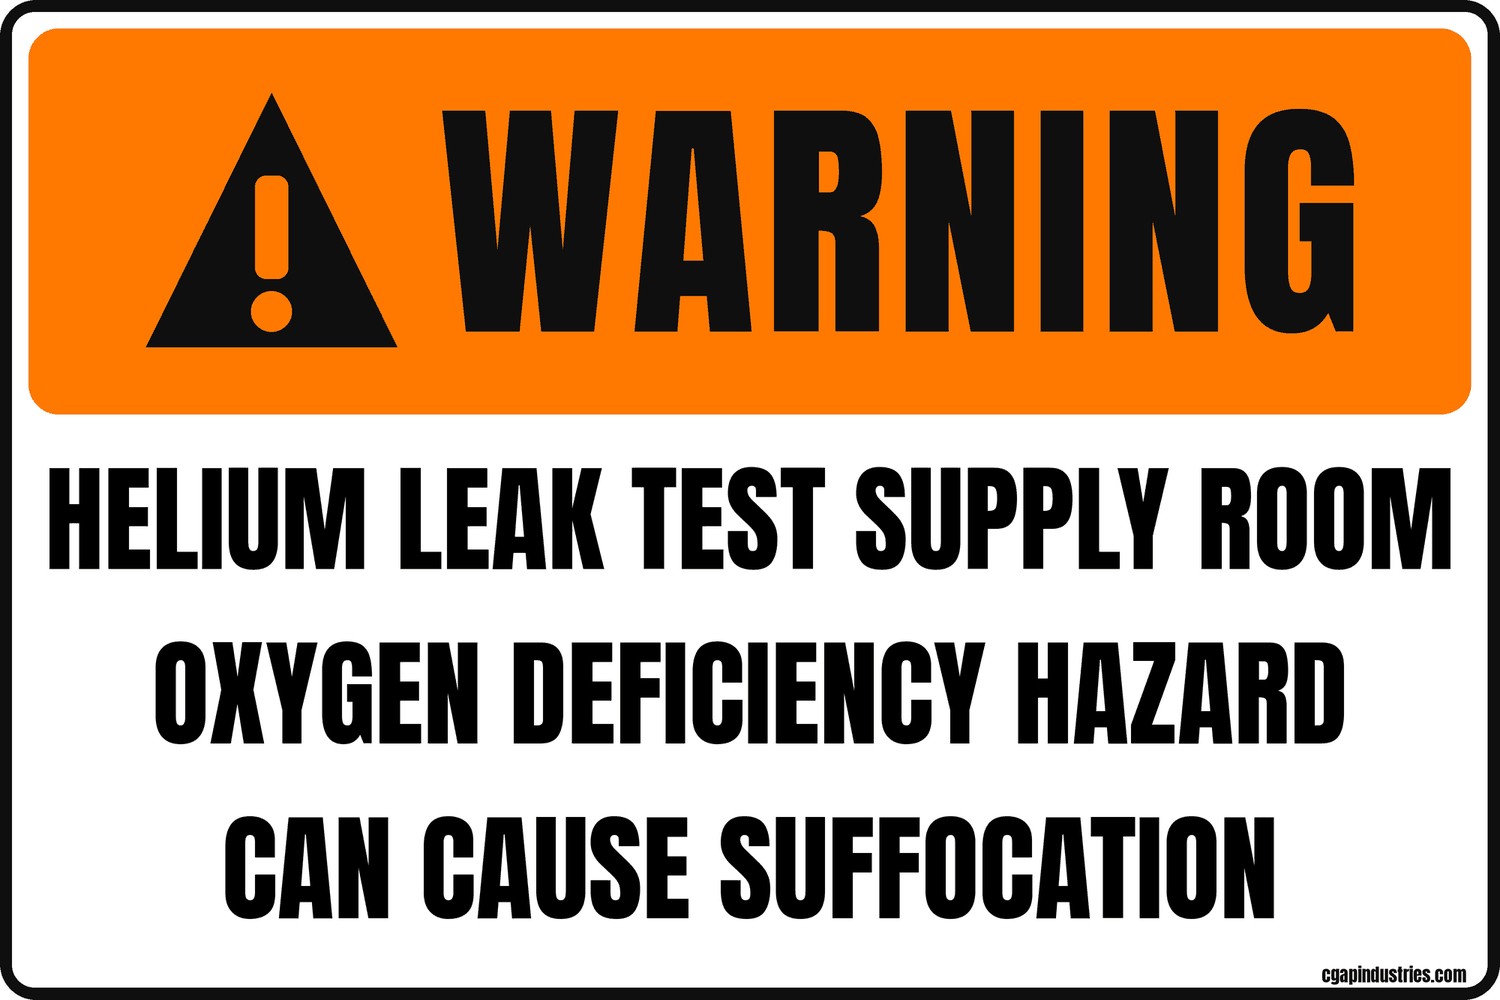 WARNING
HELIUM LEAK TEST SUPPLY ROOM
OXYGEN DEFICIENCY HAZARD
CAN CAUSE SUFFOCATION
cgapindustries.com